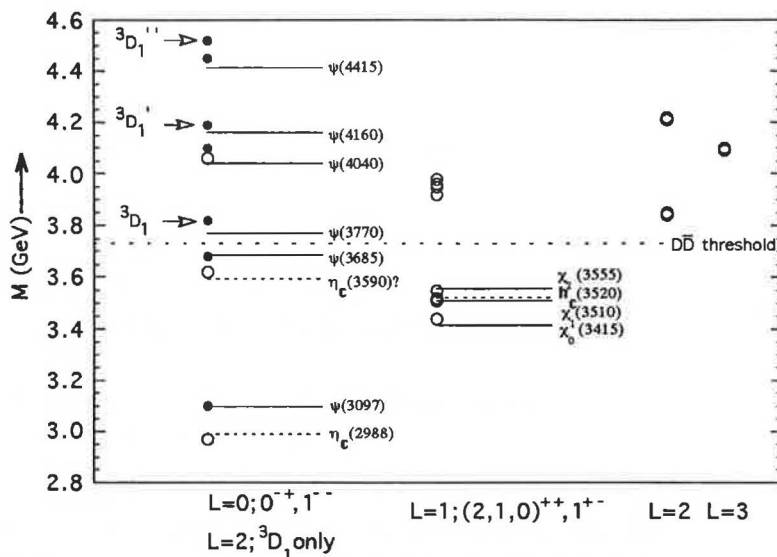 4.6
4.4
4.2
4.0
3.8
3.6
3.4
3.2
3.0
2.8
M (GeV)
³D₁''
³D₁'
³D₁
ψ(4415)
ψ(4160)
ψ(4040)
ψ(3770)
ψ(3685)
η_c(3590)?
ψ(3097)
η_c(2988)
DD̄ threshold
χ₂(3555)
h_c(3520)
χ₁(3510)
χ₀(3415)
L=0;0⁻⁺,1⁻⁻
L=2;³D₁only
L=1;(2,1,0)⁺⁺,1⁺⁻
L=2 L=3